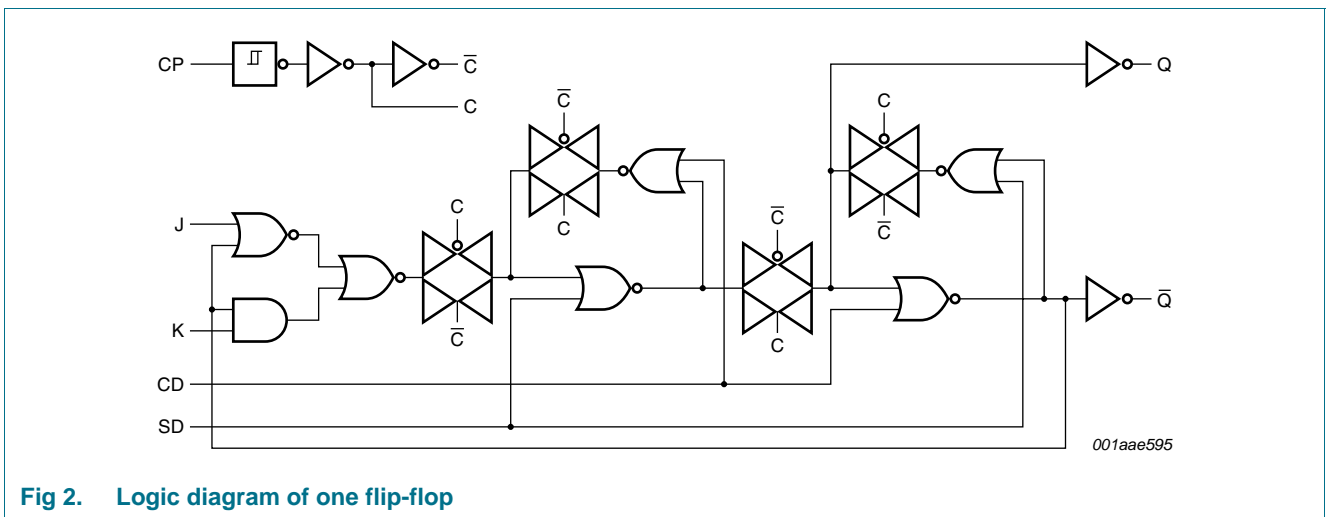 CP
C̅
C
C̅
C
J
C
C̅
C
C̅
Q
C̅
C
K
C̅
C
Q̅
CD
SD
001aae595
Fig 2. Logic diagram of one flip-flop